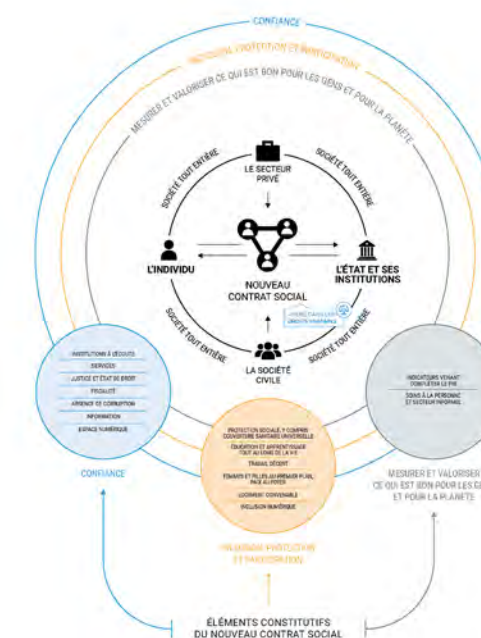 CONFIANCE
INCLUSION, PROTECTION ET PARTICIPATION
MESURER ET VALORISER CE QUI EST BON POUR LES GENS ET POUR LA PLANÈTE
SOCIÉTÉ TOUT ENTIÈRE
SOCIÉTÉ TOUT ENTIÈRE
LE SECTEUR
PRIVÉ
L'INDIVIDU
NOUVEAU
CONTRAT SOCIAL
L'ÉTAT ET SES
INSTITUTIONS
DROITS HUMAINS
SOCIÉTÉ TOUT ENTIÈRE
SOCIÉTÉ TOUT ENTIÈRE
LA SOCIÉTÉ
CIVILE
INSTITUTIONS À L'ÉCOUTE
SERVICES
JUSTICE ET ÉTAT DE DROIT
FISCALITÉ
ABSENCE DE CORRUPTION
INFORMATION
ESPACE NUMÉRIQUE
CONFIANCE
PROTECTION SOCIALE, Y COMPRIS
COUVERTURE SANITAIRE UNIVERSELLE
ÉDUCATION ET APPRENTISSAGE
TOUT AU LONG DE LA VIE
TRAVAIL DÉCENT
FEMMES ET FILLES AU PREMIER PLAN,
LOGEMENT CONVENABLE
INCLUSION NUMÉRIQUE
INCLUSION, PROTECTION
ET PARTICIPATION
INDICATEURS VENANT
COMPLÉTER LE PIB
SOINS À LA PERSONNE
ET SECTEUR INFORMEL
MESURER ET VALORISER
CE QUI EST BON POUR LES GE
ET POUR LA PLANÈTE
ÉLÉMENTS CONSTITUTIFS
DU NOUVEAU CONTRAT SOCIAL